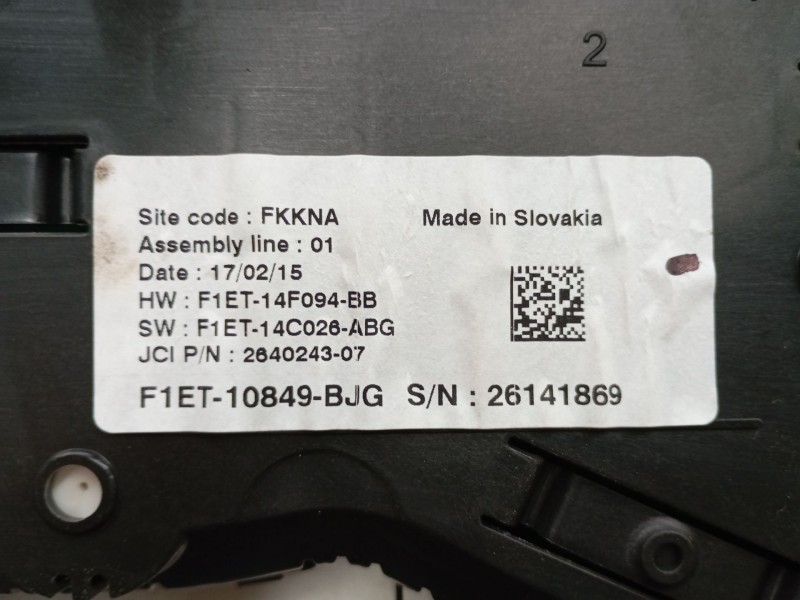 2
Site code : FKKNA Made in Slovakia
Assembly line : 01
Date : 17/02/15
HW : F1ET-14F094-BB
SW : F1ET-14C026-ABG
JCI P/N : 2640243-07
F1ET-10849-BJG S/N : 26141869